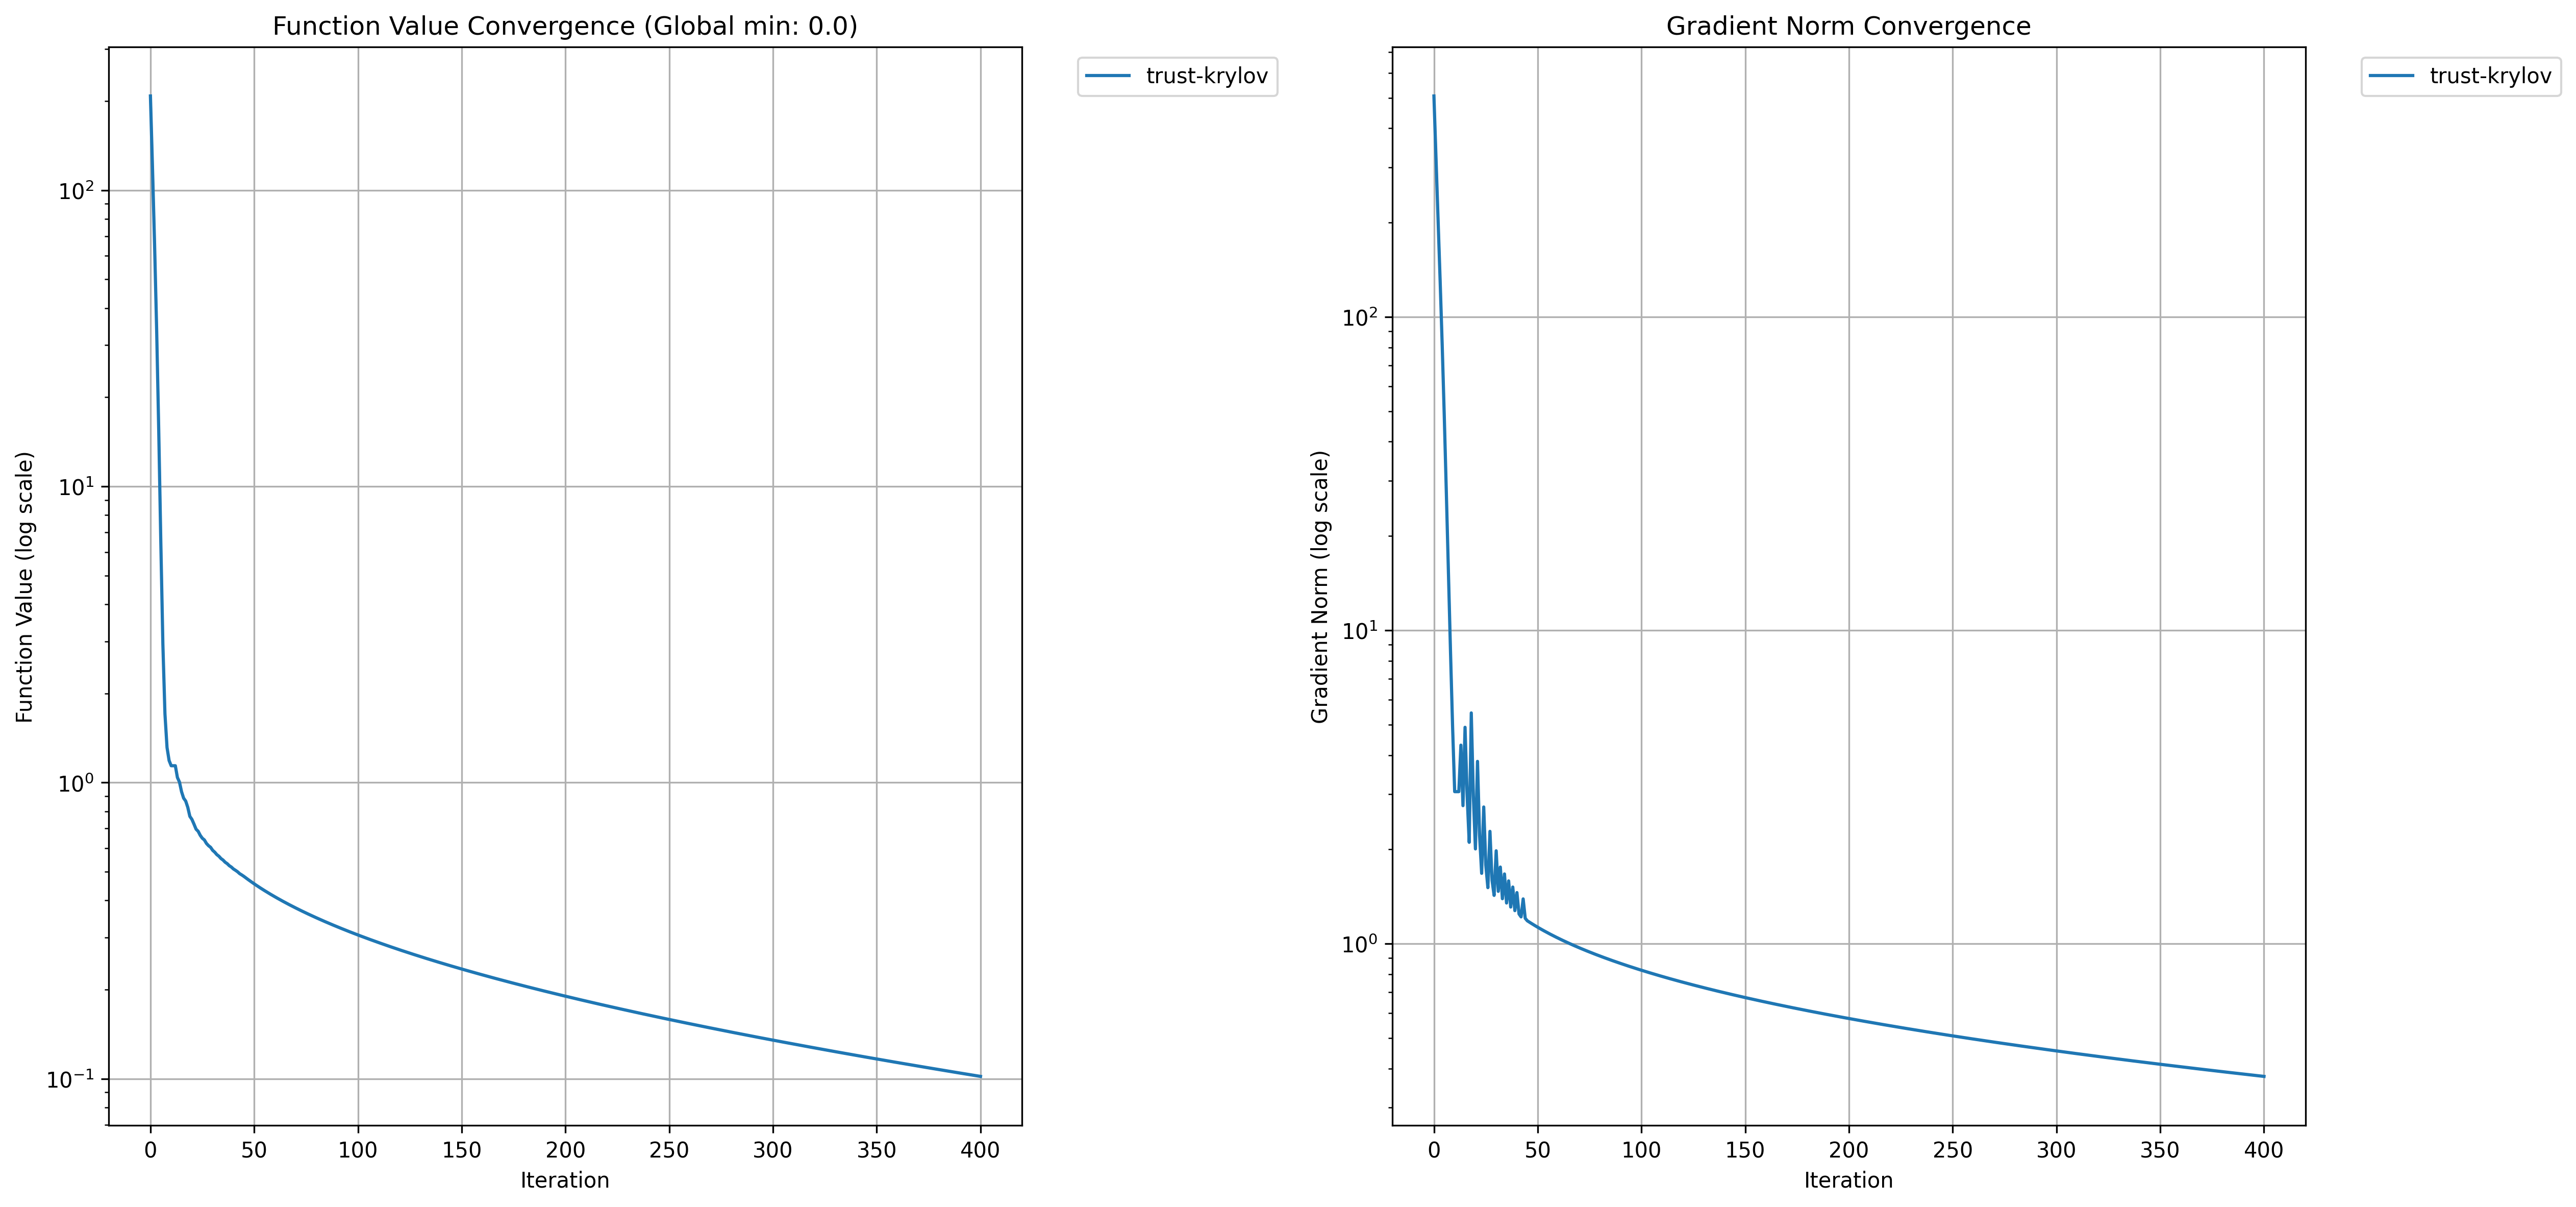 Function Value Convergence (Global min: 0.0)
Function Value (log scale)
10²
10¹
10⁰
10⁻¹
0 50 100 150 200 250 300 350 400
Iteration
trust-krylov
Gradient Norm Convergence
Gradient Norm (log scale)
10²
10¹
10⁰
0 50 100 150 200 250 300 350 400
Iteration
trust-krylov